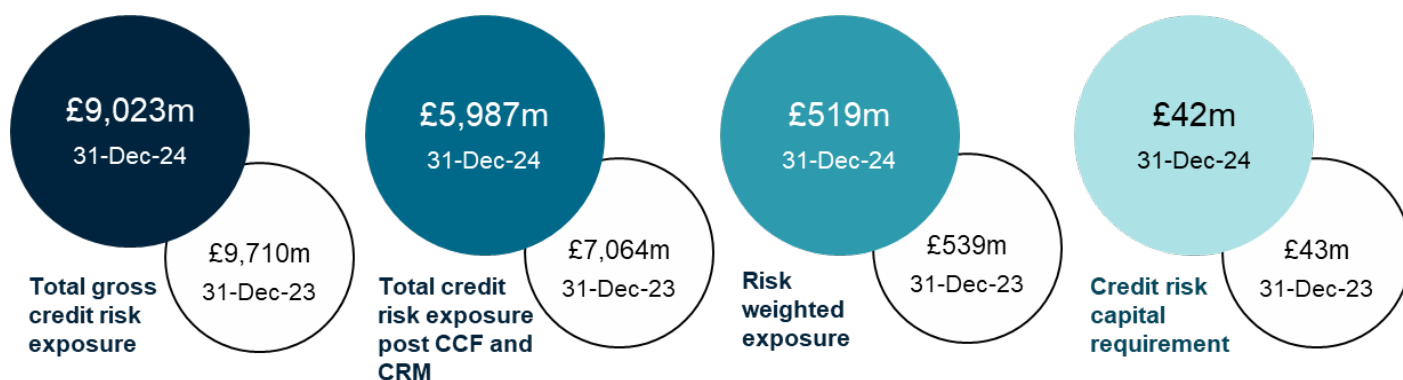 £9,023m
31-Dec-24
£9,710m
31-Dec-23
Total gross
credit risk
exposure
£5,987m
31-Dec-24
£7,064m
31-Dec-23
Total credit
risk exposure
post CCF and
CRM
£519m
31-Dec-24
£539m
31-Dec-23
Risk
weighted
exposure
£42m
31-Dec-24
£43m
31-Dec-23
Credit risk
capital
requirement